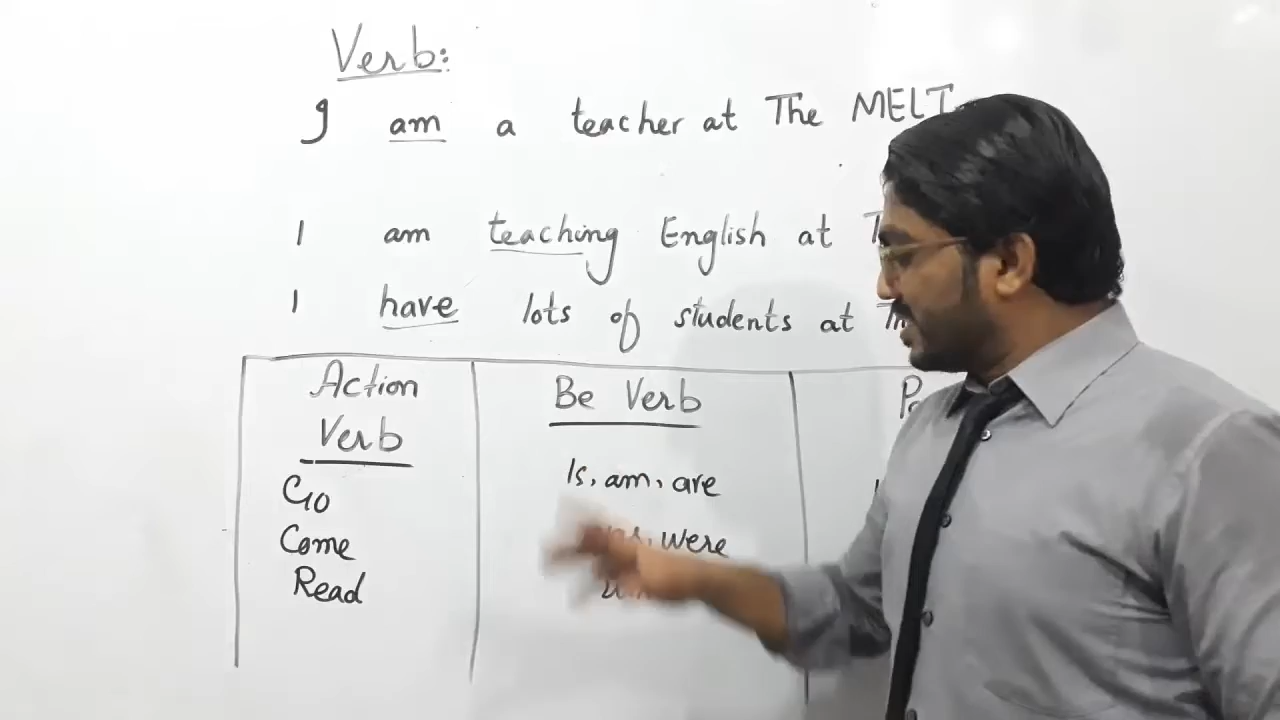 Verb:
I am a teacher at The MELT
I am teaching English at
I have lots of students at
Action Verb
Be Verb
Go
Come
Read
Is, am, are
were